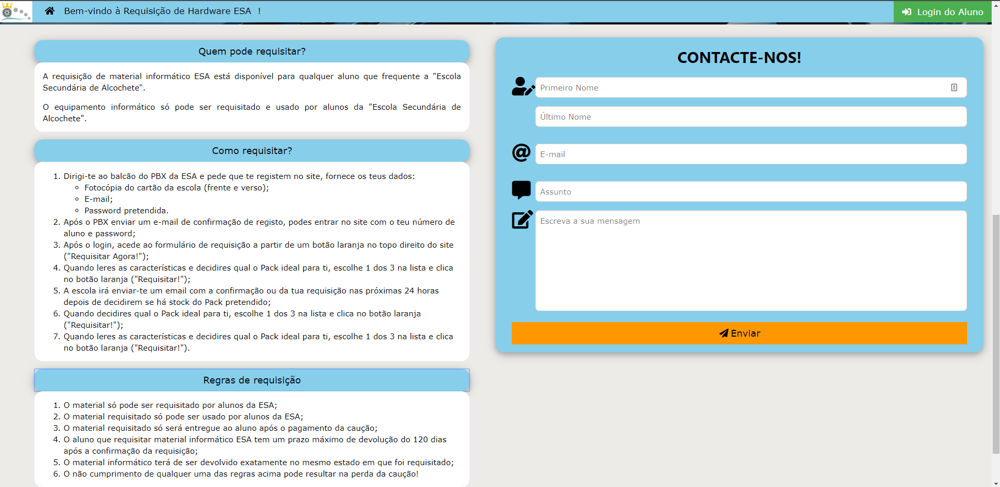 Bem-vindo à Requisição de Hardware ESA !
Login do Aluno
Quem pode requisitar?
A requisição de material informático ESA está disponível para qualquer aluno que frequente a "Escola
Secundária de Alcochete".
O equipamento informático só pode ser requisitado e usado por alunos da "Escola Secundária de
Alcochete".
Como requisitar?
1. Dirigi-te ao balcão do PBX da ESA e pede que te registem no site, fornece os teus dados:
Fotocópia do cartão da escola (frente e verso);
E-mail;
Password pretendida.
2. Após o PBX enviar um e-mail de confirmação de registo, podes entrar no site com o teu número de
aluno e password;
3. Após o login, acede ao formulário de requisição a partir de um botão laranja no topo direito do site
("Requisitar Agora!");
4. Quando leres as características e decidires qual o Pack ideal para ti, escolhe 1 dos 3 na lista e clica
no botão laranja ("Requisitar!");
5. A escola irá enviar-te um email com a confirmação ou da tua requisição nas próximas 24 horas
depois de decidirem se há stock do Pack pretendido;
6. Quando decidires qual o Pack ideal para ti, escolhe 1 dos 3 na lista e clica no botão laranja
("Requisitar!");
7. Quando leres as características e decidires qual o Pack ideal para ti, escolhe 1 dos 3 na lista e clica
no botão laranja ("Requisitar!").
Regras de requisição
1. O material só pode ser requisitado por alunos da ESA;
2. O material requisitado só pode ser usado por alunos da ESA;
3. O material requisitado só será entregue ao aluno após o pagamento da caução;
4. O aluno que requisitar material informático ESA tem um prazo máximo de devolução do 120 dias
após a confirmação da requisição;
5. O material informático terá de ser devolvido exatamente no mesmo estado em que foi requisitado;
6. O não cumprimento de qualquer uma das regras acima pode resultar na perda da caução!
CONTACTE-NOS!
Primeiro Nome
Último Nome
@ E-mail
Assunto
Escreva a sua mensagem
Enviar